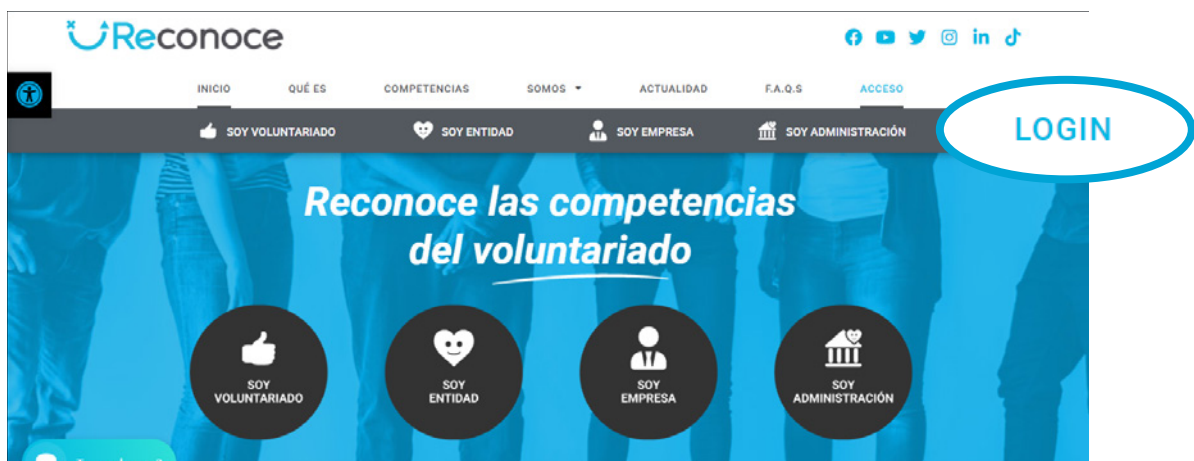 Reconoce
INICIO QUÉ ES COMPETENCIAS SOMOS ACTUALIDAD F.A.Q.S ACCESO
LOGIN
SOY VOLUNTARIADO SOY ENTIDAD SOY EMPRESA SOY ADMINISTRACIÓN
Reconoce las competencias
del voluntariado
SOY
VOLUNTARIADO
SOY
ENTIDAD
SOY
EMPRESA
SOY
ADMINISTRACIÓN